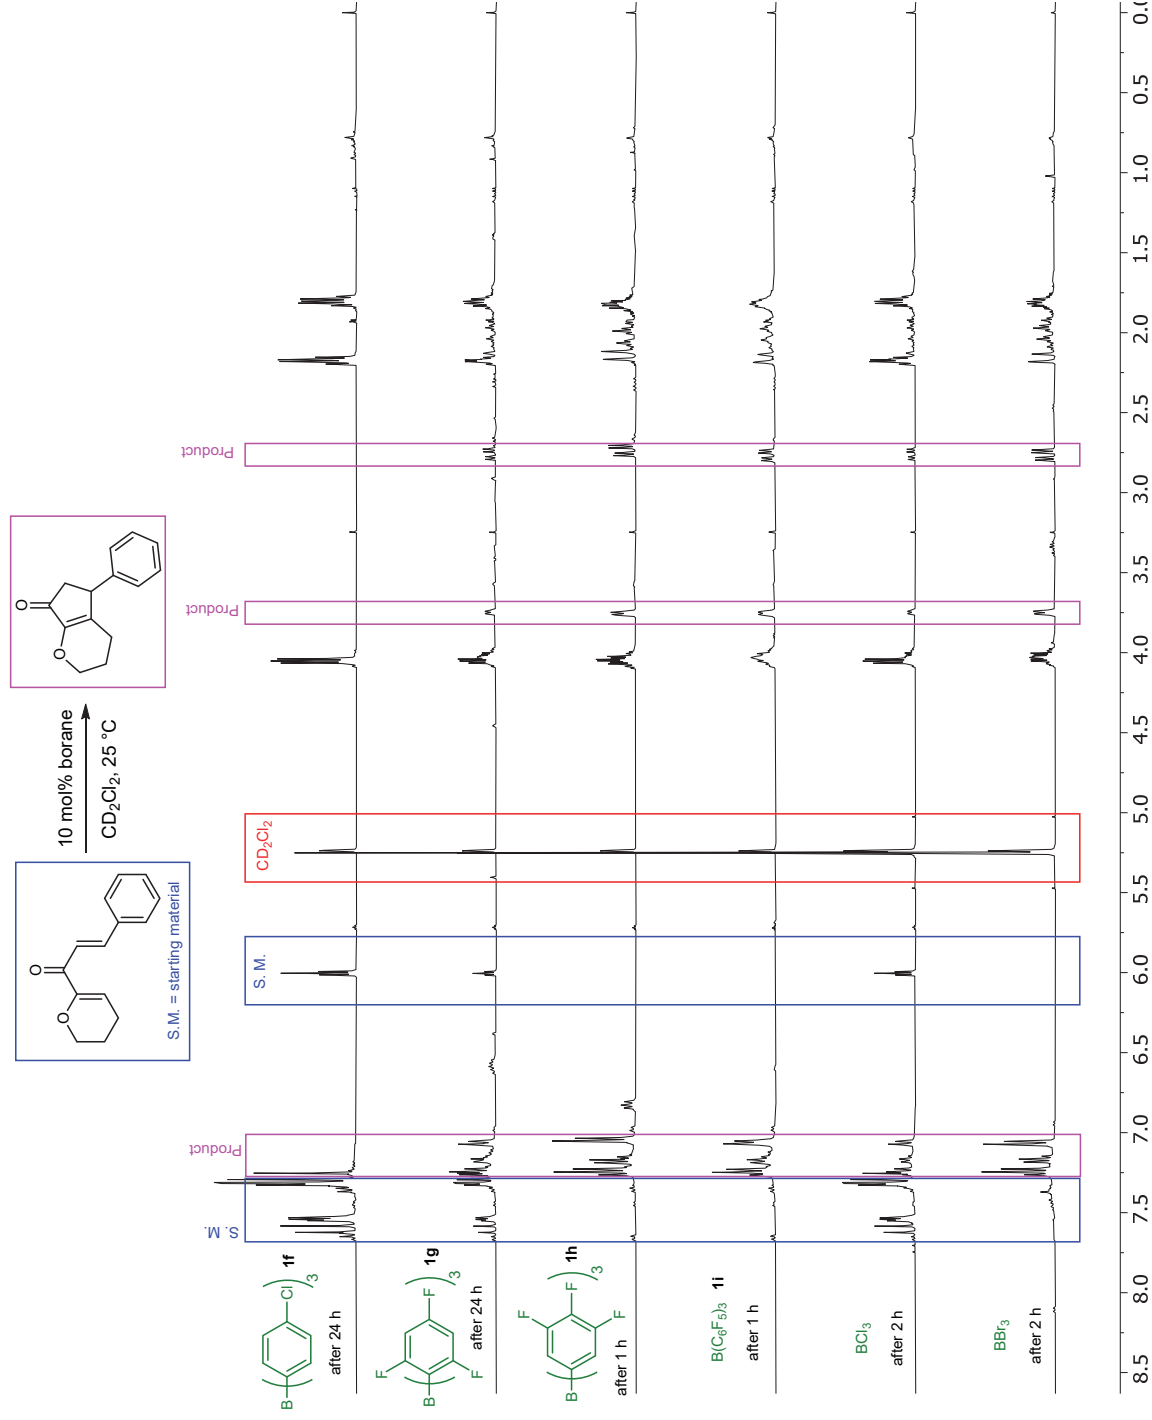 O
O
S.M. = starting material
10 mol% borane
CD2Cl2, 25 °C
O
O
S. M.
Product
S. M.
CD2Cl2
Product
Product
B
Cl
3
1f
after 24 h
B
F
F
F
3
1g
after 24 h
B
F
F
F
3
1h
after 1 h
B(C6F5)3 1i
after 1 h
BCl3
after 2 h
BBr3
after 2 h
8.5 8.0 7.5 7.0 6.5 6.0 5.5 5.0 4.5 4.0 3.5 3.0 2.5 2.0 1.5 1.0 0.5